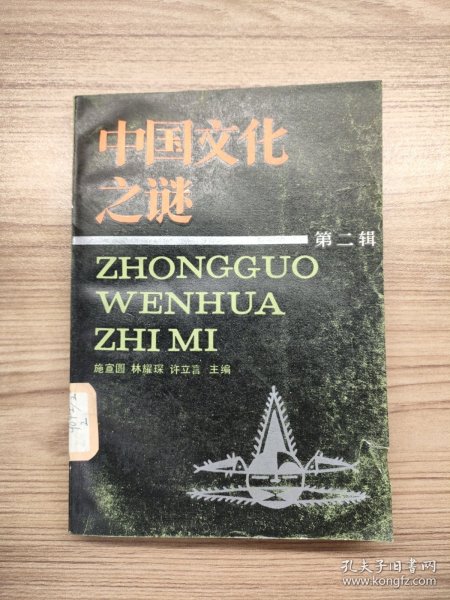 中国文化
之谜
第二辑
ZHONGGUO
WENHUA
ZHI MI
施宣圆 林耀琛 许立言 主编
孔夫子旧书网
www.kongfz.com